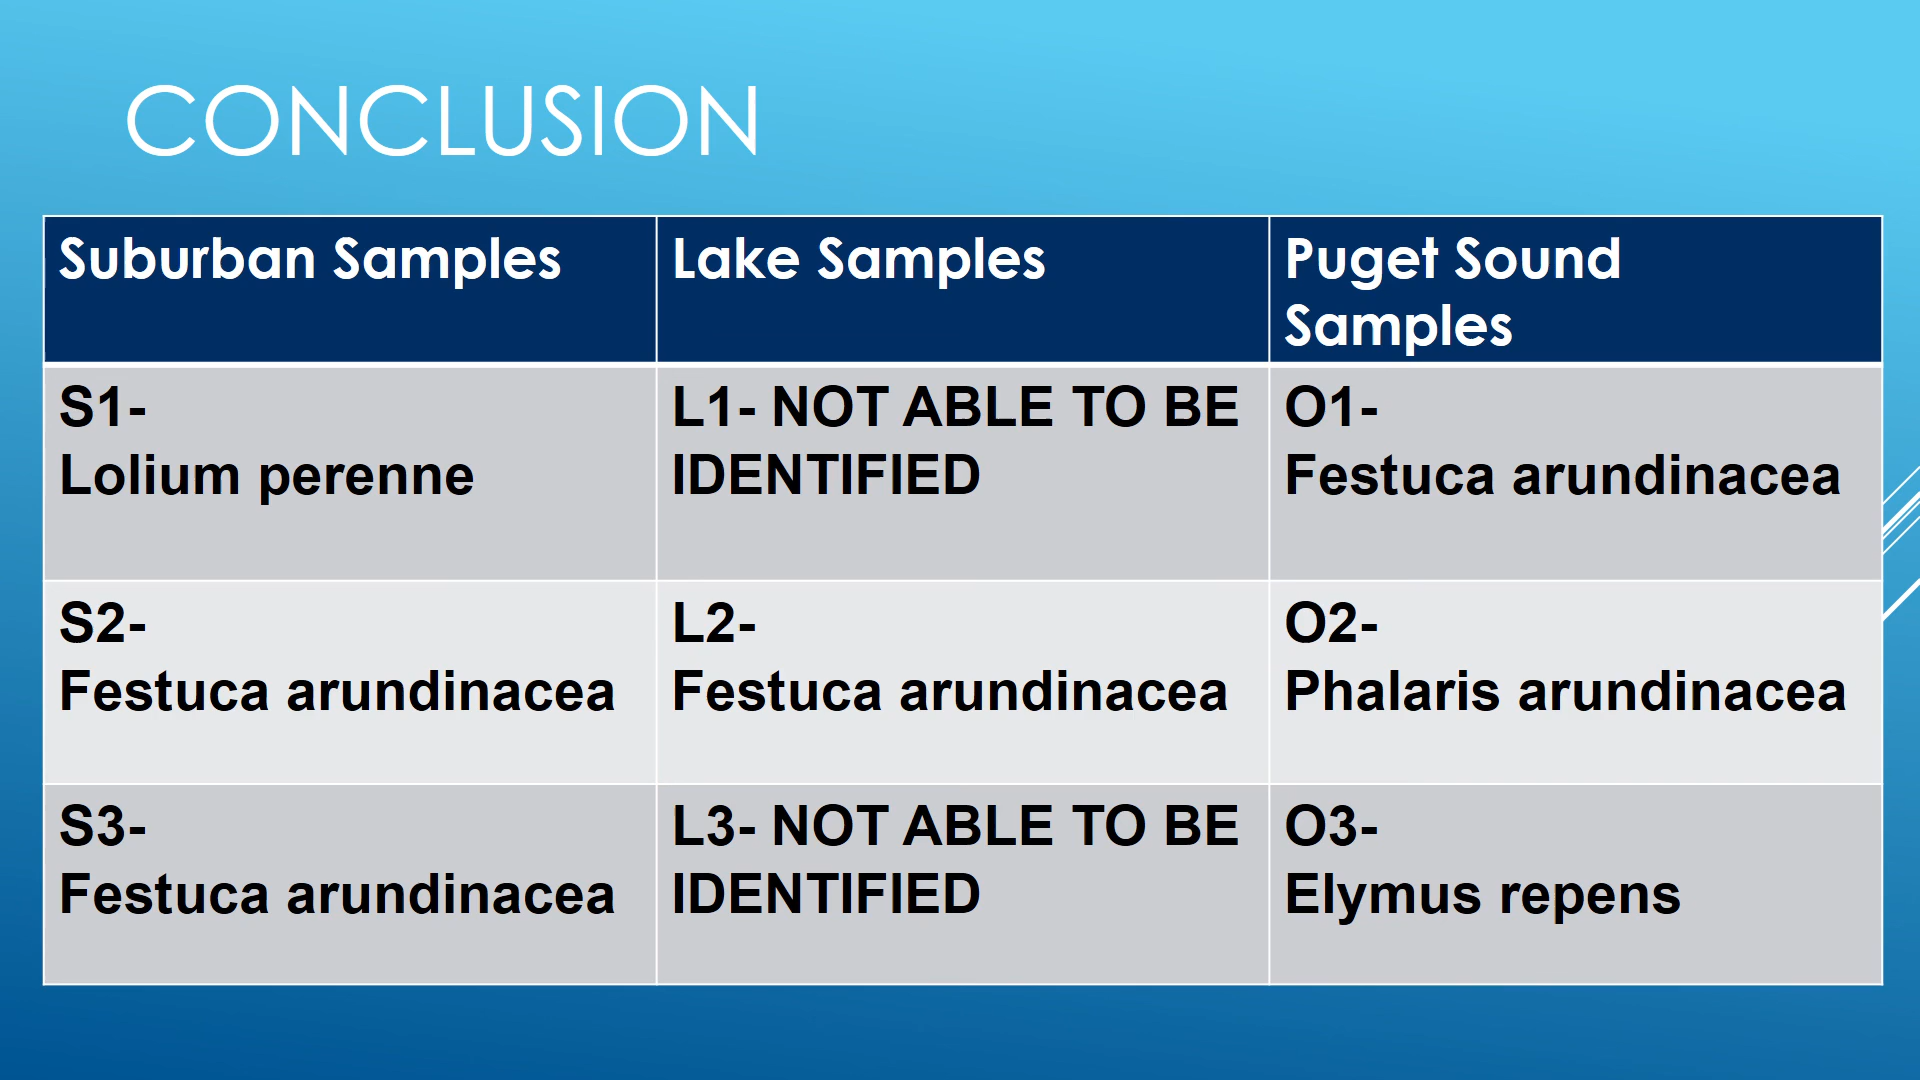 CONCLUSION
Suburban Samples
Lake Samples
Puget Sound
Samples
S1-
Lolium perenne
L1- NOT ABLE TO BE
IDENTIFIED
O1-
Festuca arundinacea
S2-
Festuca arundinacea
L2-
Festuca arundinacea
O2-
Phalaris arundinacea
S3-
Festuca arundinacea
L3- NOT ABLE TO BE
IDENTIFIED
O3-
Elymus repens